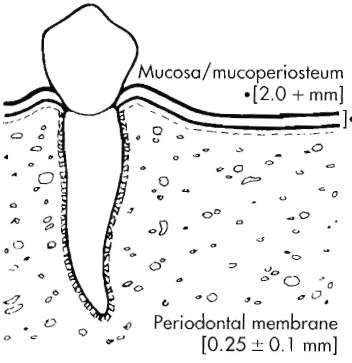 Mucosa/mucoperiosteum
•[2.0 + mm]
Periodontal membrane
[0.25 ± 0.1 mm]